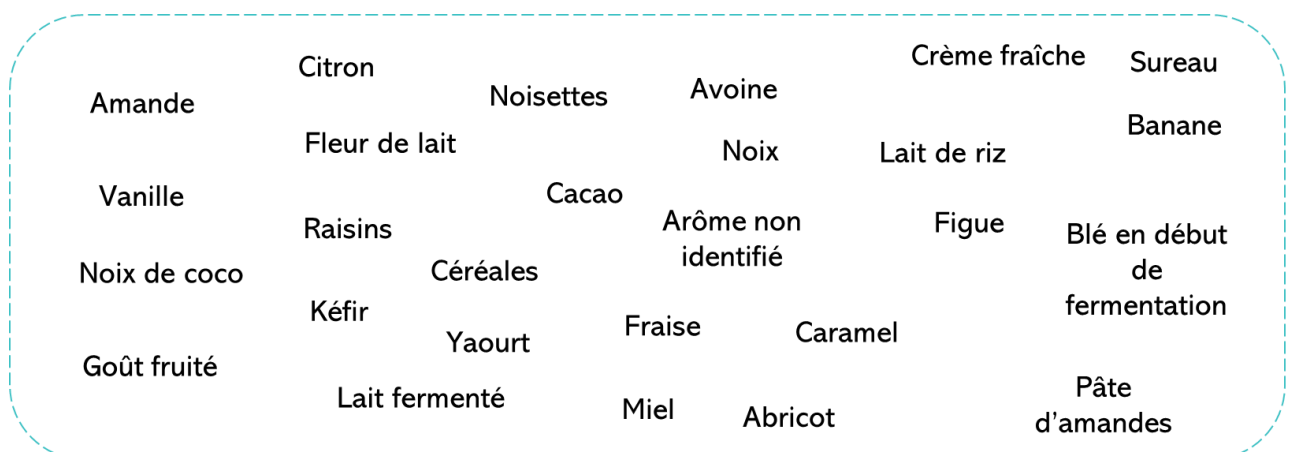 Crème fraîche
Sureau
Citron
Avoine
Noisettes
Amande
Banane
Fleur de lait
Noix
Lait de riz
Cacao
Vanille
Arôme non
identifié
Figue
Raisins
Blé en début
de
fermentation
Céréales
Noix de coco
Kéfir
Fraise
Caramel
Yaourt
Goût fruité
Pâte
d’amandes
Lait fermenté
Miel
Abricot